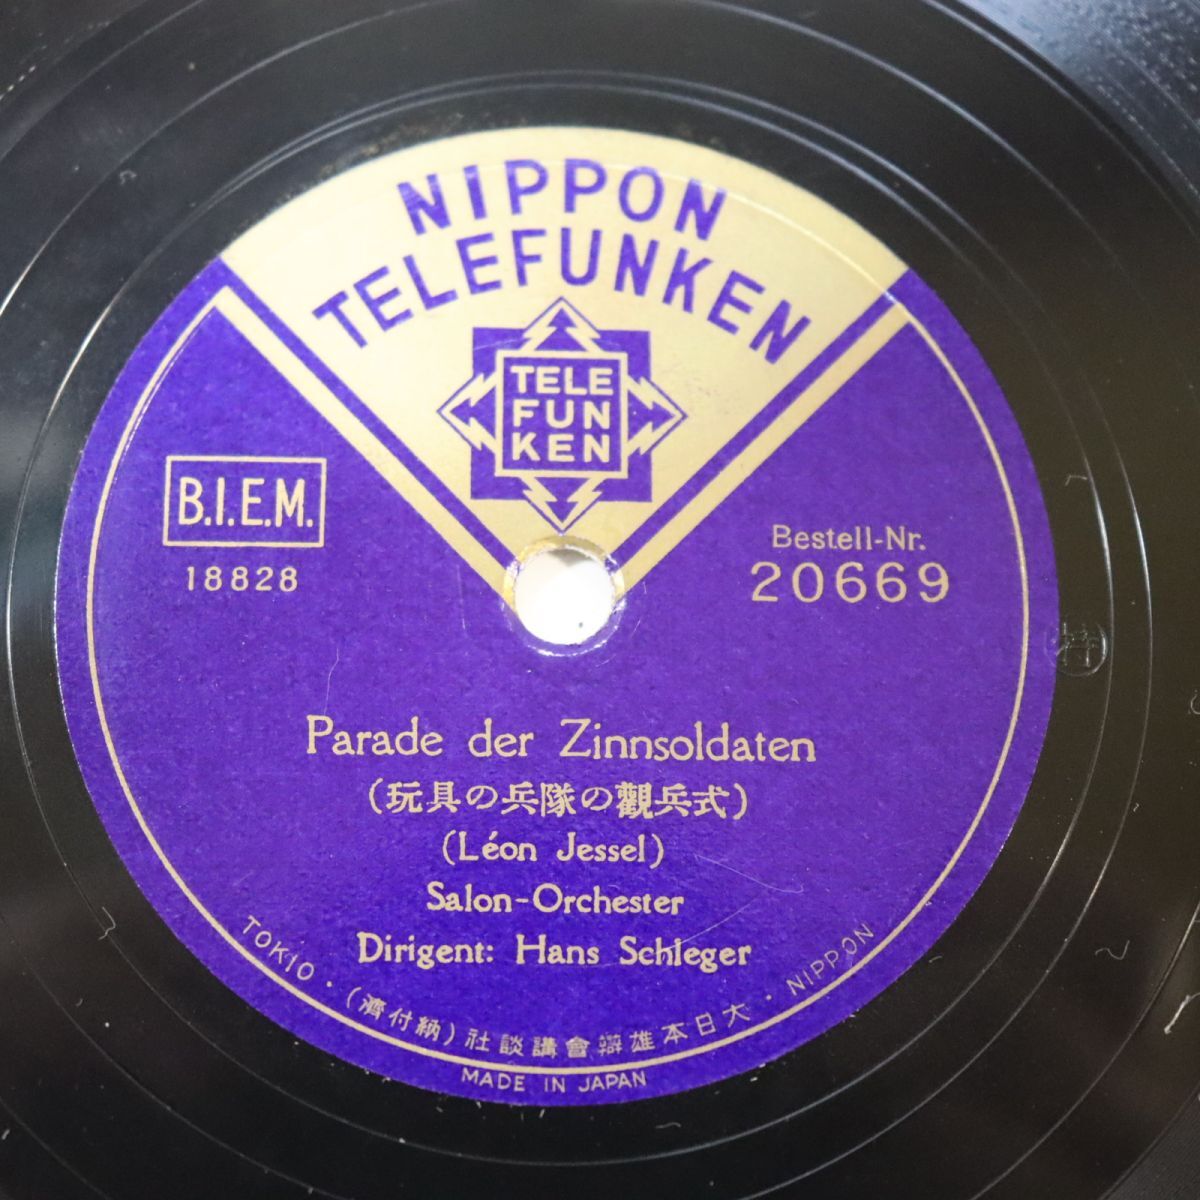 NIPPON
TELEFUNKEN
TELE
FUN
KEN
B.I.E.M.
18828
Bestell-Nr.
20669
Parade der Zinnsoldaten
(玩具の兵隊の觀兵式)
(Léon Jessel)
Salon-Orchester
Dirigent: Hans Schleger
TOKIO · (濟付納) 社談講會辯雄本日大 · NIPPON
MADE IN JAPAN